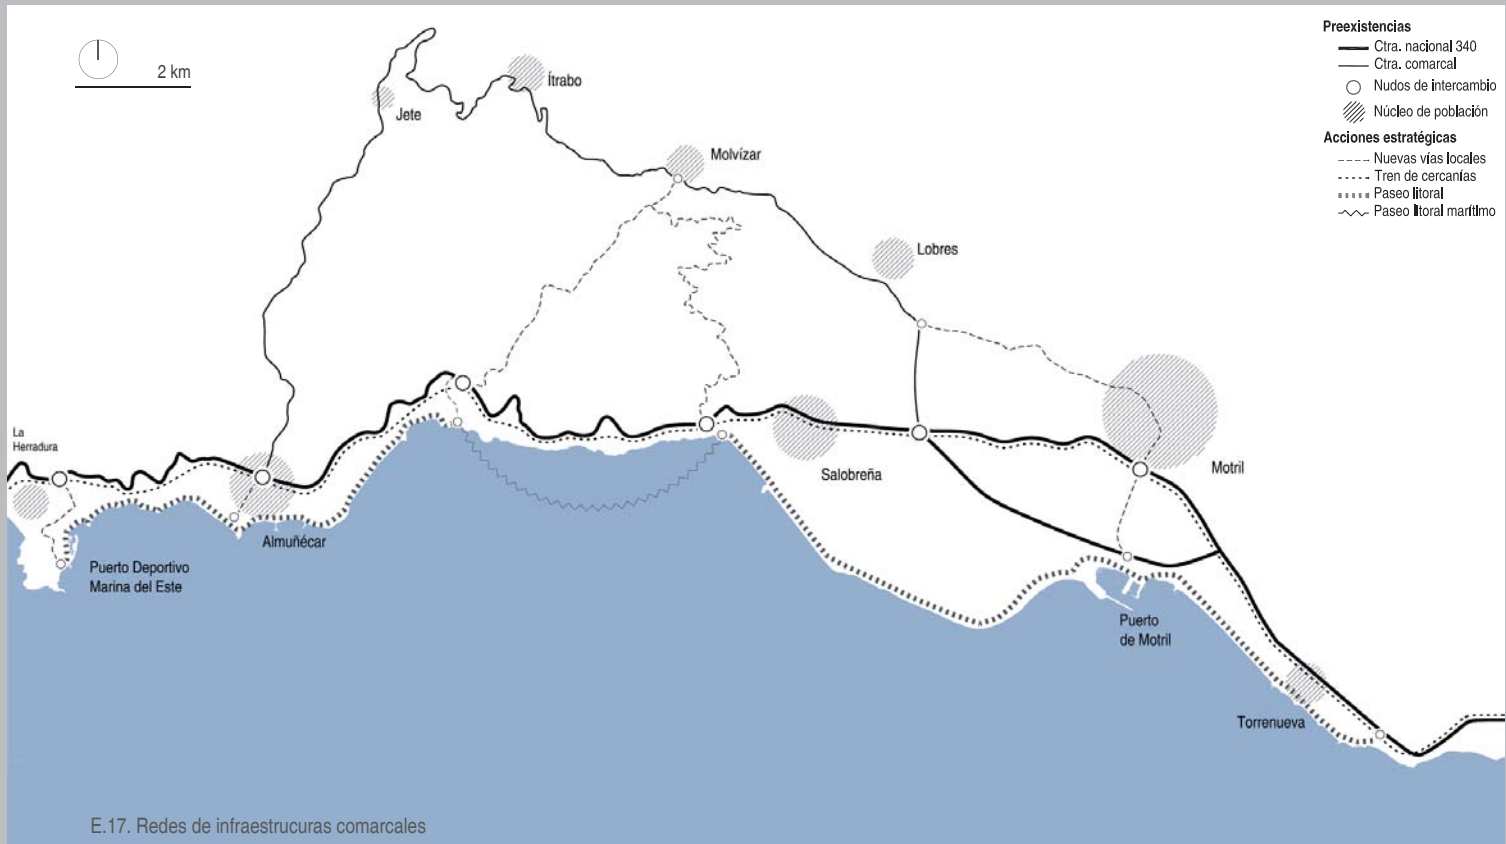 2 km
Preexistencias
Ctra. nacional 340
Ctra. comarcal
Nudos de intercambio
Núcleo de población
Acciones estratégicas
Nuevas vías locales
Tren de cercanías
Paseo litoral
Paseo litoral marítimo
Ítrabo
Jete
Molvízar
Lobres
La
Herradura
Salobreña
Motril
Almuñécar
Puerto Deportivo
Marina del Este
Puerto
de Motril
Torrenueva
E.17. Redes de infraestrucuras comarcales